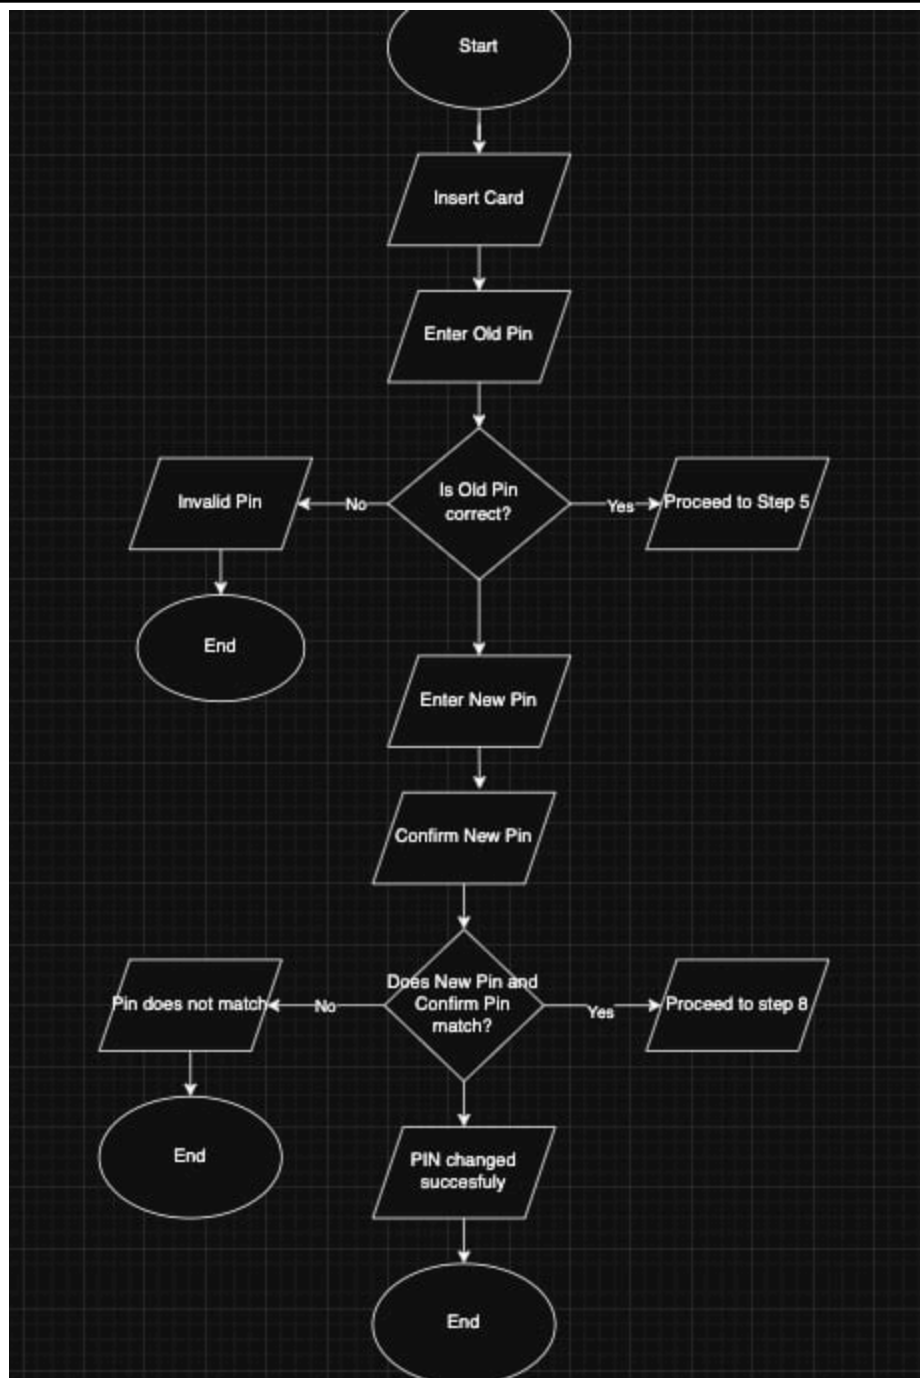 Start
Insert Card
Enter Old Pin
Is Old Pin
correct?
No
Invalid Pin
Yes
Proceed to Step 5
End
Enter New Pin
Confirm New Pin
Does New Pin and
Confirm Pin
match?
No
Pin does not match
Yes
Proceed to step 8
End
PIN changed
succesfuly
End